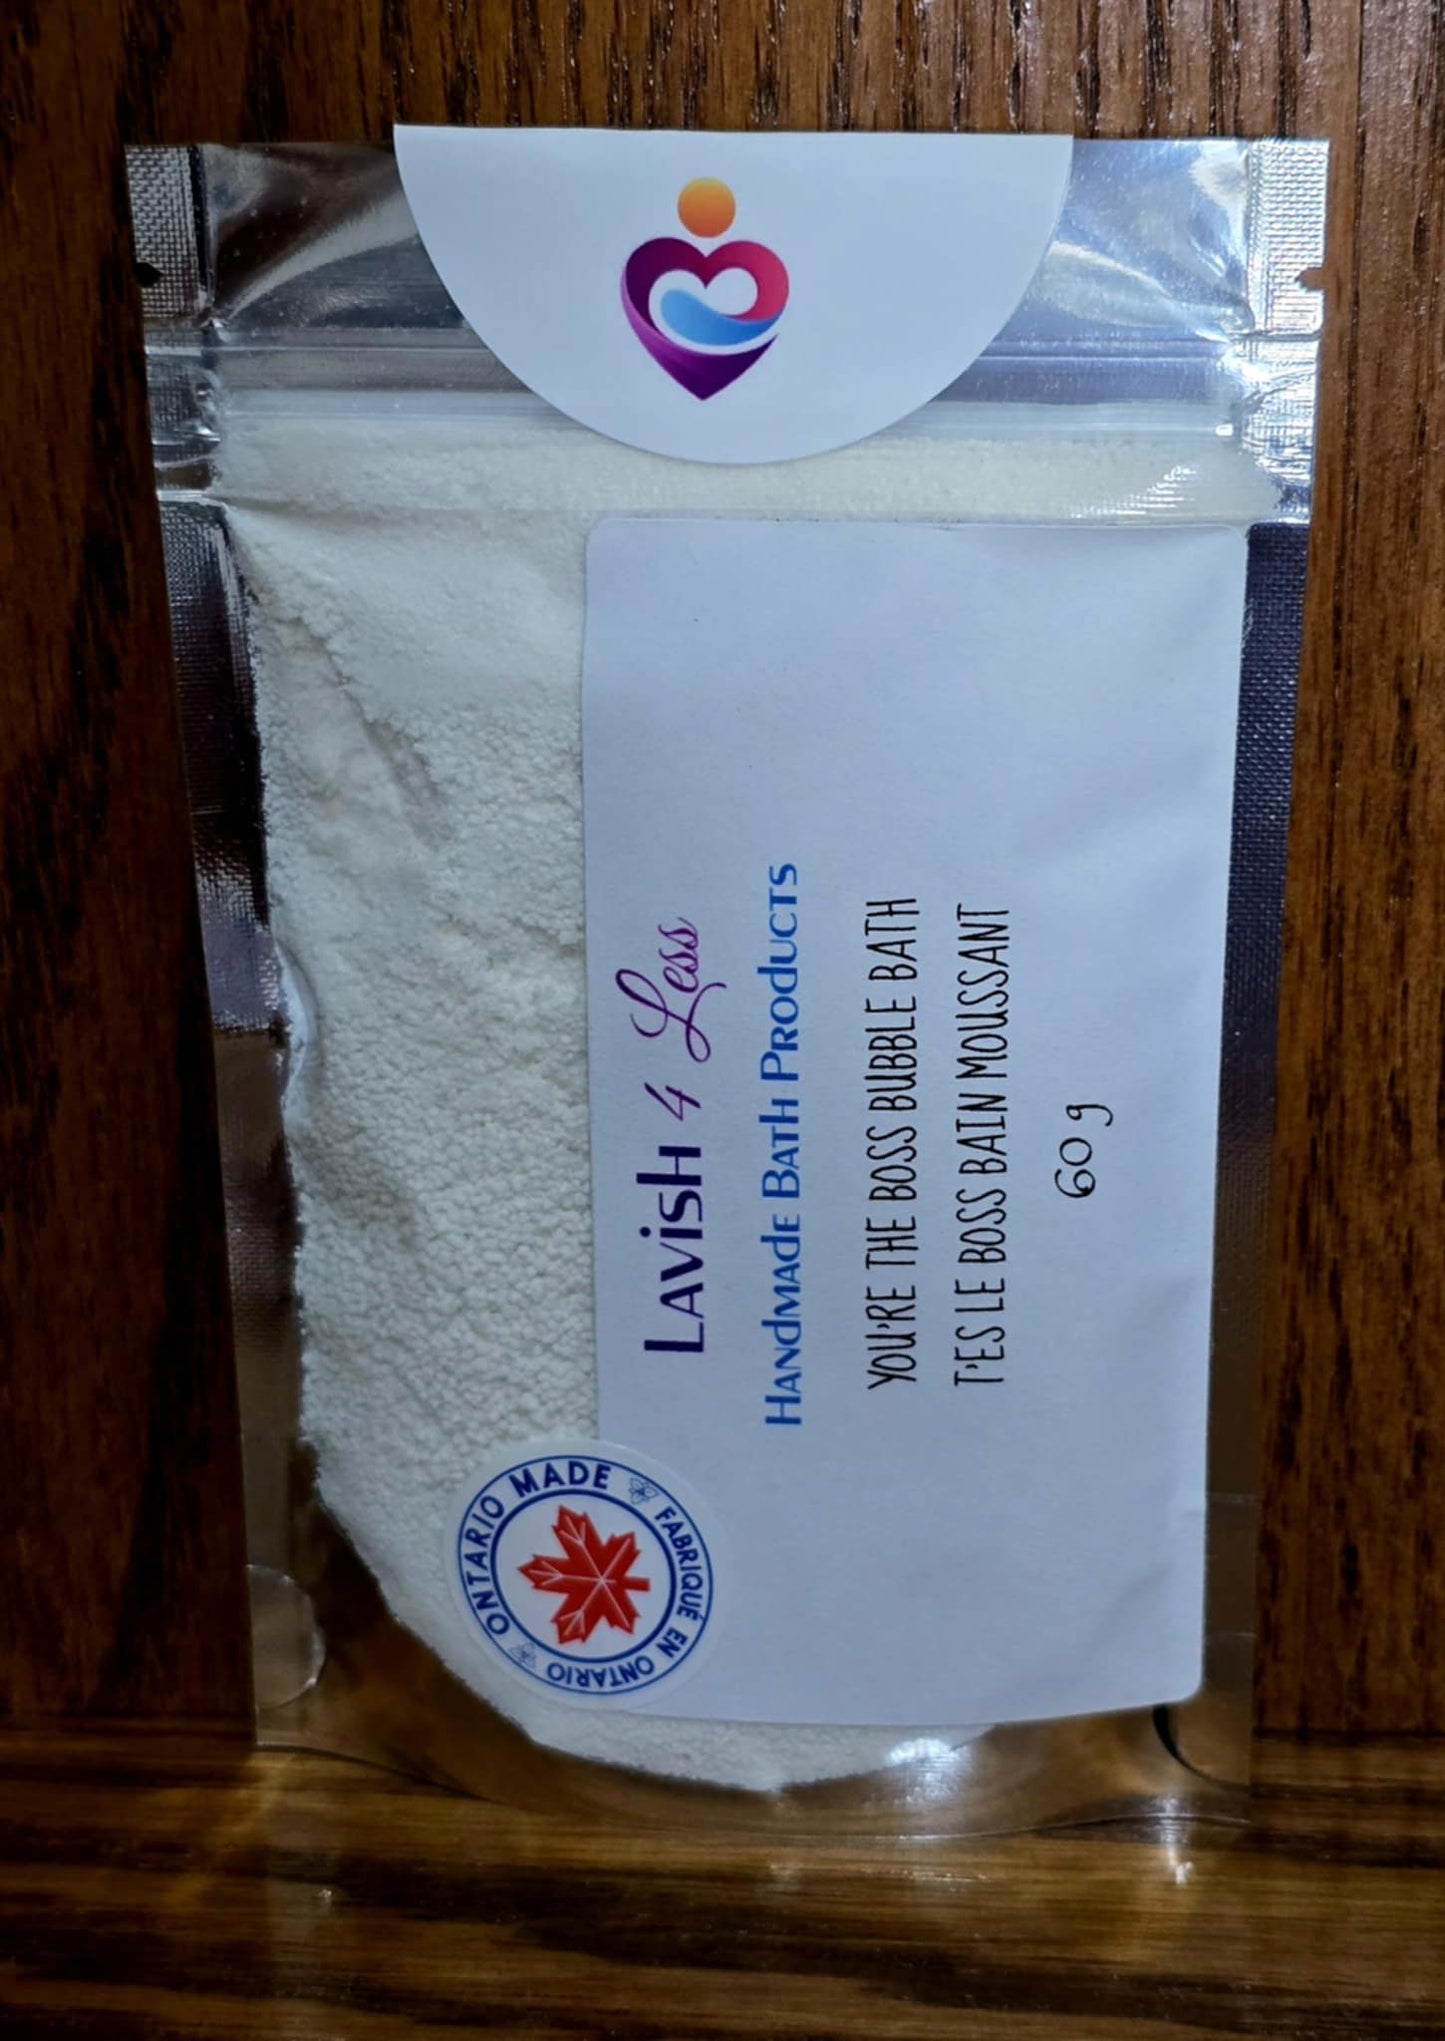 Lavish 4 Less
Handmade Bath Products
YOU'RE THE BOSS BUBBLE BATH
T'ES LE BOSS BAIN MOUSSANT
60 g
ONTARIO MADE
FABRIQUÉ EN ONTARIO